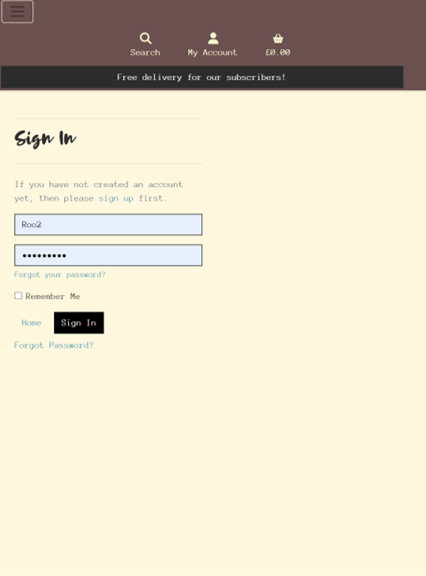 Search My Account £0.00
Free delivery for our subscribers!
Sign In
If you have not created an account
yet, then please sign up first.
Roo2
•••••••••
Forgot your password?
Remember Me
Home Sign In
Forgot Password?